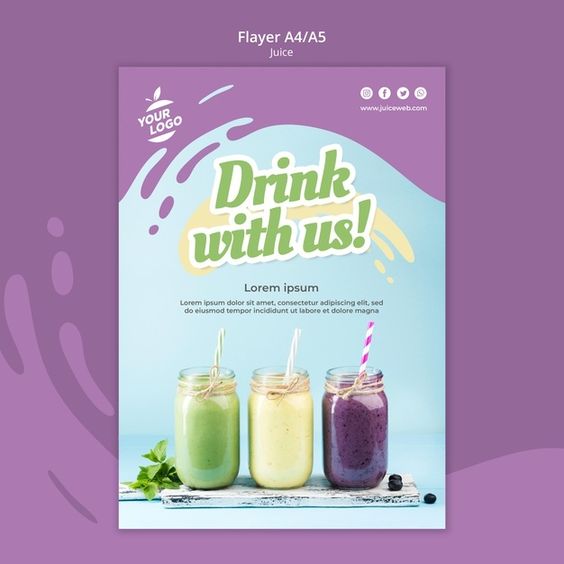 Flayer A4/A5
Juice
YOUR
LOGO
www.juiceweb.com
Drink
with us!
Lorem ipsum
Lorem ipsum dolor sit amet, consectetur adipiscing elit, sed
do eiusmod tempor incididunt ut labore et dolore magna